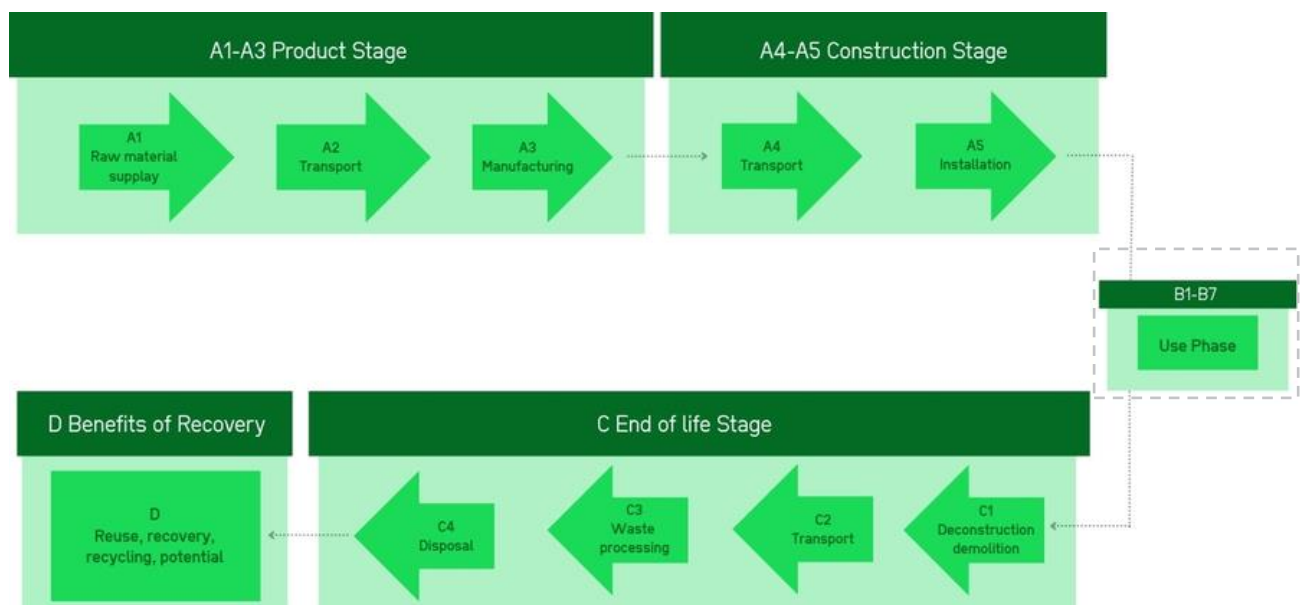 A1-A3 Product Stage
A4-A5 Construction Stage
A1
Raw material
supplay
A2
Transport
A3
Manufacturing
A4
Transport
A5
Installation
B1-B7
Use Phase
D Benefits of Recovery
C End of life Stage
D
Reuse, recovery,
recycling, potential
C4
Disposal
C3
Waste
processing
C2
Transport
C1
Deconstruction
demolition